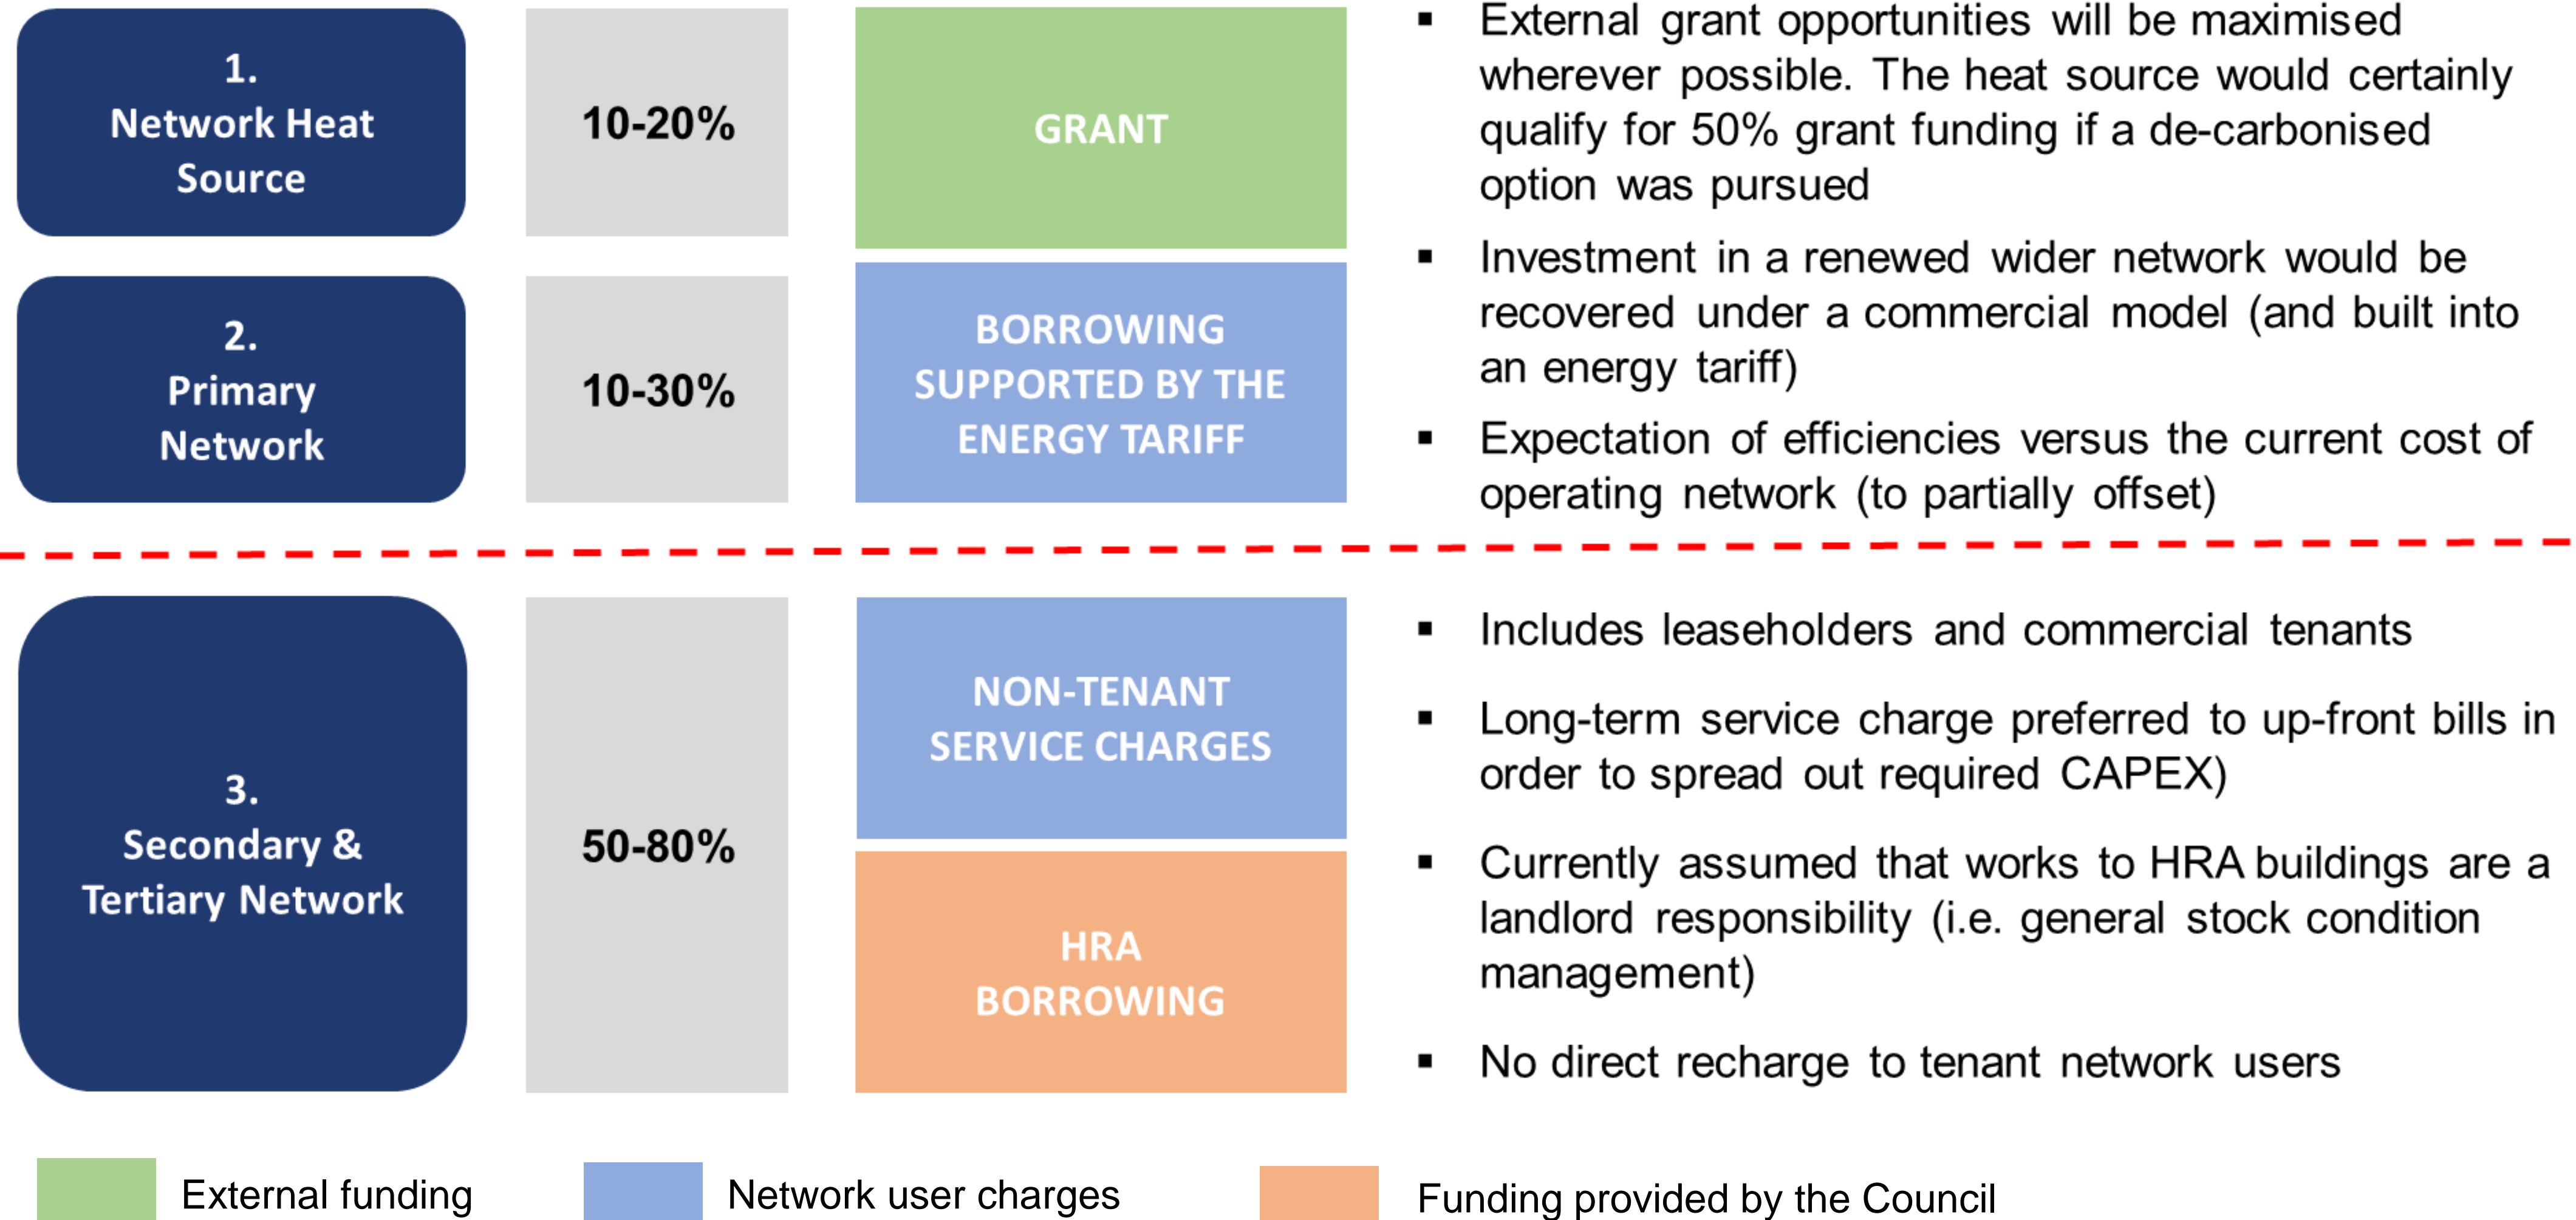 1.
Network Heat
Source
10-20%
GRANT
▪ External grant opportunities will be maximised
wherever possible. The heat source would certainly
qualify for 50% grant funding if a de-carbonised
option was pursued
2.
Primary
Network
10-30%
BORROWING
SUPPORTED BY THE
ENERGY TARIFF
▪ Investment in a renewed wider network would be
recovered under a commercial model (and built into
an energy tariff)
▪ Expectation of efficiencies versus the current cost of
operating network (to partially offset)
3.
Secondary &
Tertiary Network
50-80%
NON-TENANT
SERVICE CHARGES
HRA
BORROWING
▪ Includes leaseholders and commercial tenants
▪ Long-term service charge preferred to up-front bills in
order to spread out required CAPEX)
▪ Currently assumed that works to HRA buildings are a
landlord responsibility (i.e. general stock condition
management)
▪ No direct recharge to tenant network users
External funding
Network user charges
Funding provided by the Council